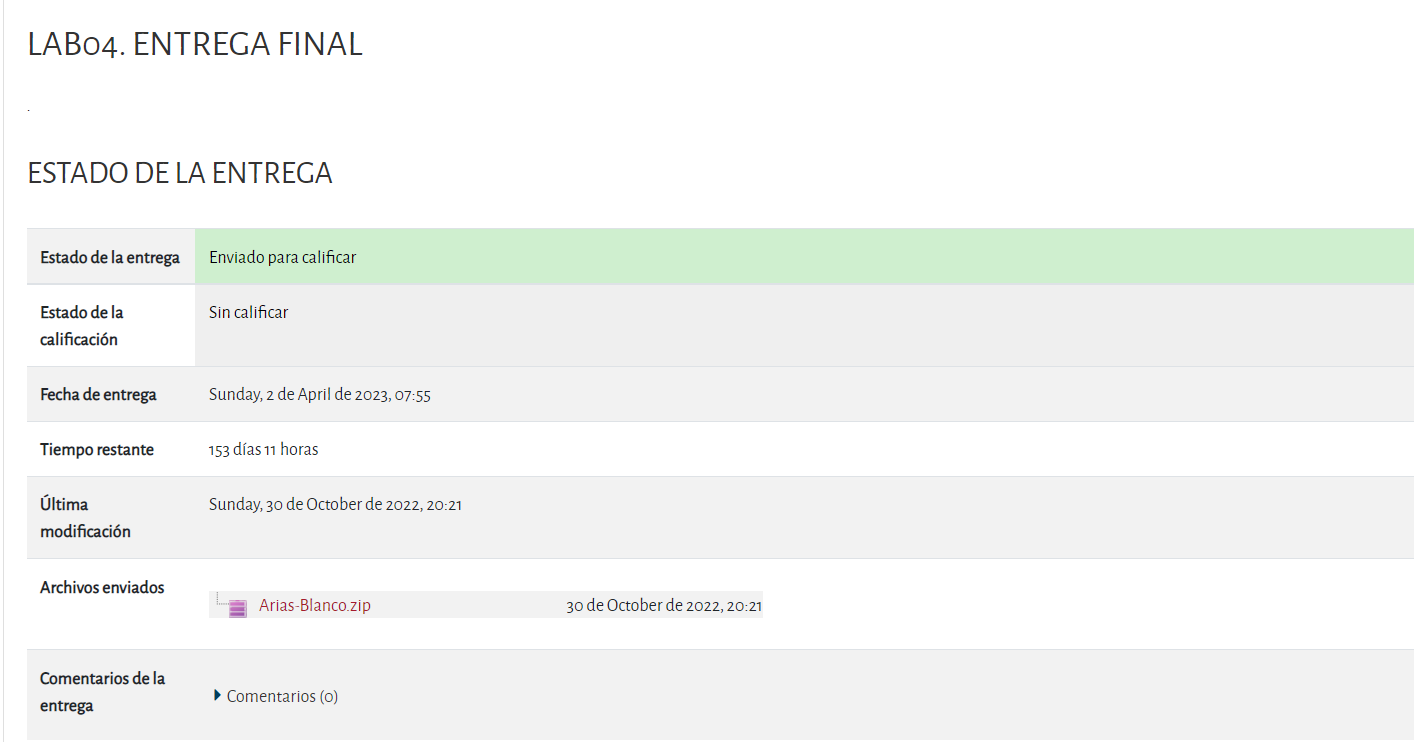 LAB04. ENTREGA FINAL
.
ESTADO DE LA ENTREGA
Estado de la entrega Enviado para calificar
Estado de la Sin calificar
calificación
Fecha de entrega Sunday, 2 de April de 2023, 07:55
Tiempo restante 153 días 11 horas
Última Sunday, 30 de October de 2022, 20:21
modificación
Archivos enviados
Arias-Blanco.zip 30 de October de 2022, 20:21
Comentarios de la
entrega
Comentarios (0)